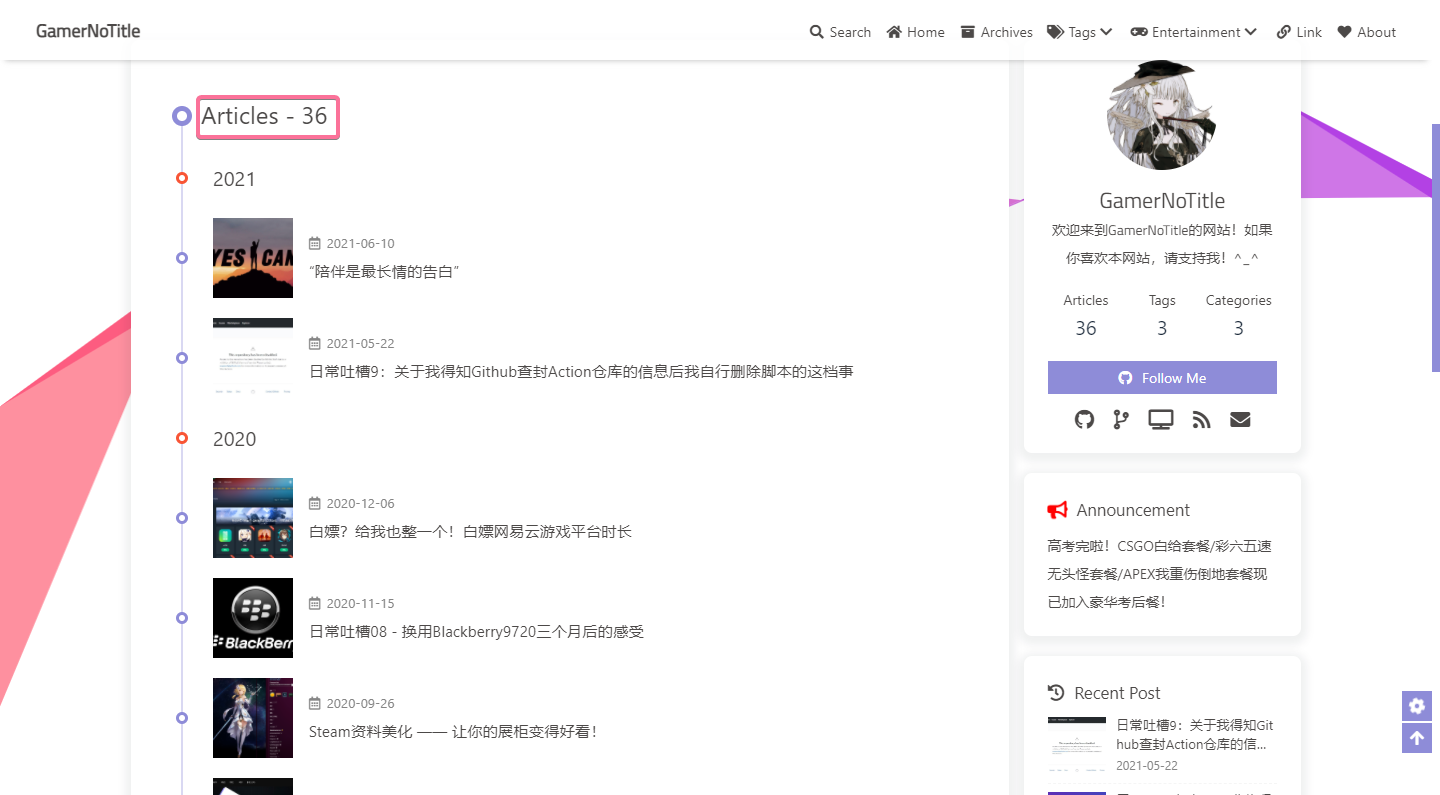 GamerNoTitle
Search Home Archives Tags Entertainment Link About
Articles - 36
2021
YES I CAN
2021-06-10
“陪伴是最长情的告白”
2021-05-22
日常吐槽9：关于我得知Github查封Action仓库的信息后我自行删除脚本的这档事
2020
2020-12-06
白嫖？给我也整一个！白嫖网易云游戏平台时长
BlackBerr
2020-11-15
日常吐槽08 - 换用Blackberry9720三个月后的感受
2020-09-26
Steam资料美化 —— 让你的展柜变得好看！
GamerNoTitle
欢迎来到GamerNoTitle的网站！如果
你喜欢本网站，请支持我！^_^
Articles Tags Categories
36 3 3
Follow Me
Announcement
高考完啦！CSGO白给套餐/彩六五速
无头怪套餐/APEX我重伤倒地套餐现
已加入豪华考后餐！
Recent Post
日常吐槽9：关于我得知Git
hub查封Action仓库的信...
2021-05-22